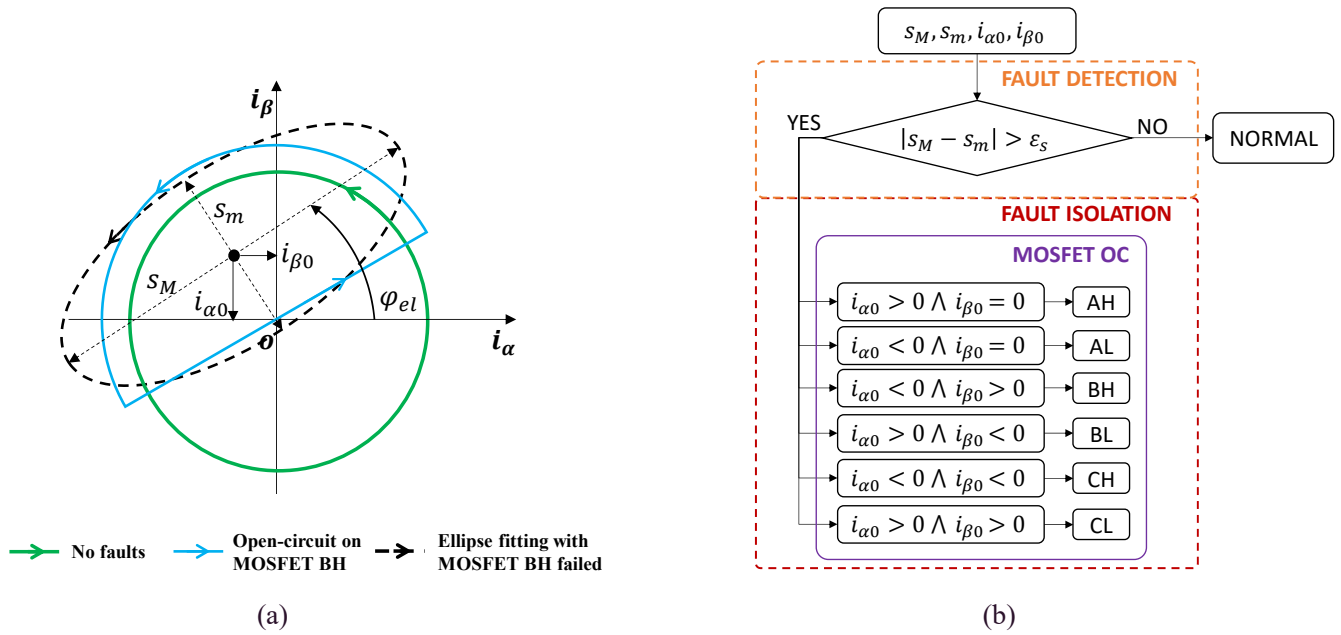 i_β
s_m
i_β0
s_M
i_α0
φ_el
o
i_α
No faults
Open-circuit on
MOSFET BH
Ellipse fitting with
MOSFET BH failed
(a)
s_M, s_m, i_α0, i_β0
FAULT DETECTION
YES
|s_M − s_m| > ε_s
NO
NORMAL
FAULT ISOLATION
MOSFET OC
i_α0 > 0 ∧ i_β0 = 0
AH
i_α0 < 0 ∧ i_β0 = 0
AL
i_α0 < 0 ∧ i_β0 > 0
BH
i_α0 > 0 ∧ i_β0 < 0
BL
i_α0 < 0 ∧ i_β0 < 0
CH
i_α0 > 0 ∧ i_β0 > 0
CL
(b)